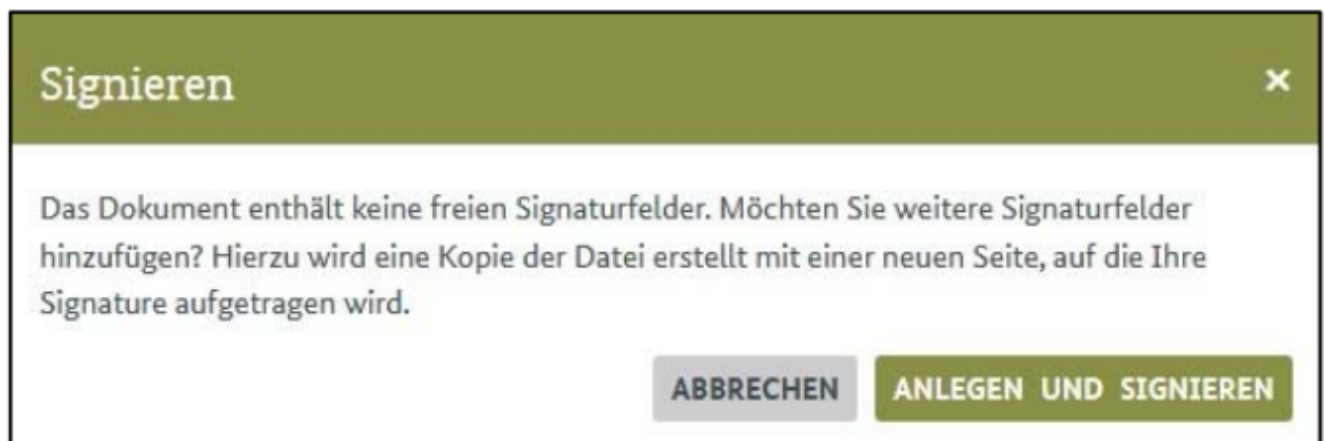 Signieren ×
Das Dokument enthält keine freien Signaturfelder. Möchten Sie weitere Signaturfelder
hinzufügen? Hierzu wird eine Kopie der Datei erstellt mit einer neuen Seite, auf die Ihre
Signature aufgetragen wird.
ABBRECHEN ANLEGEN UND SIGNIEREN